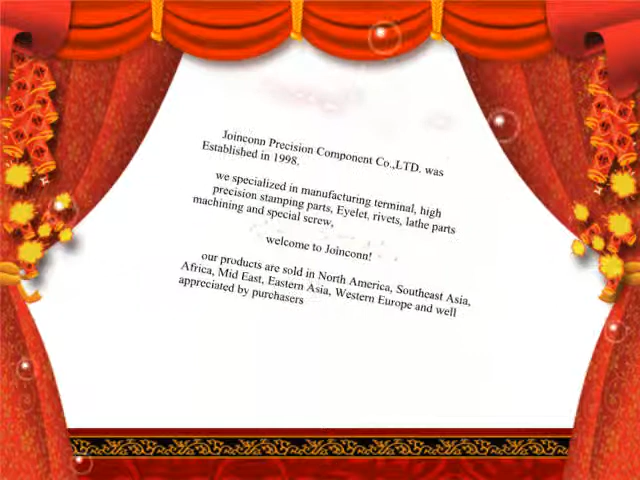 Joinconn Precision Component Co.,LTD. was
Established in 1998.
we specialized in manufacturing terminal, high
precision stamping parts, Eyelet, rivets, lathe parts
machining and special screw,
welcome to Joinconn!
our products are sold in North America, Southeast Asia,
Africa, Mid East, Eastern Asia, Western Europe and well
appreciated by purchasers